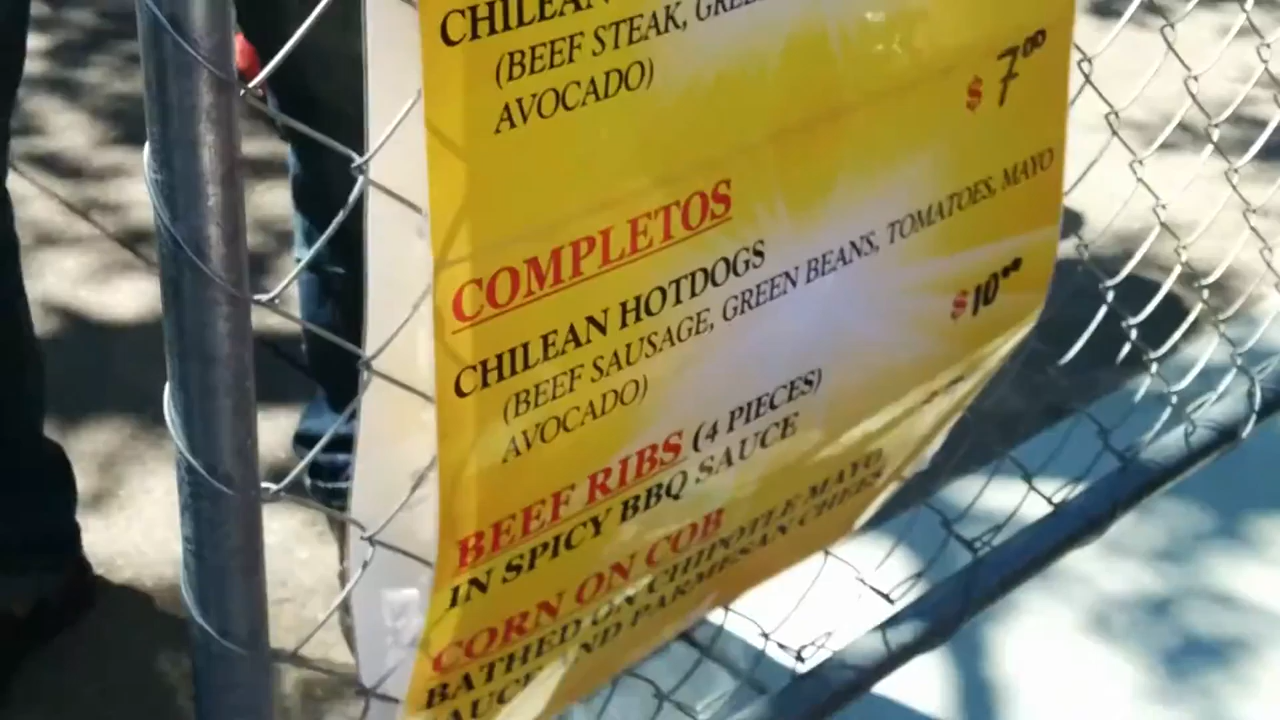 CHILEAN
(BEEF STEAK, GREEN
AVOCADO)
$ 7.00
COMPLETOS
CHILEAN HOTDOGS
(BEEF SAUSAGE, GREEN BEANS, TOMATOES, MAYO
AVOCADO)
$10.00
BEEF RIBS (4 PIECES)
IN SPICY BBQ SAUCE
CORN ON COB
BATHED ON CHIPOTLE MAYO
SAUCE AND PARMESAN CHEESE